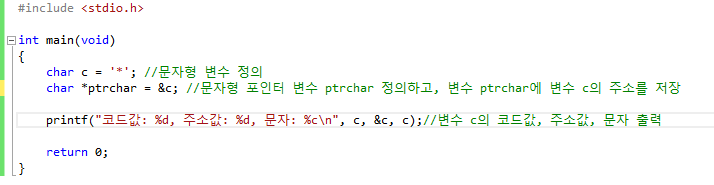 #include <stdio.h>
int main(void)
{
char c = '*'; //문자형 변수 정의
char *ptrchar = &c; //문자형 포인터 변수 ptrchar 정의하고, 변수 ptrchar에 변수 c의 주소를 저장
printf("코드값: %d, 주소값: %d, 문자: %c\n", c, &c, c);//변수 c의 코드값, 주소값, 문자 출력
return 0;
}